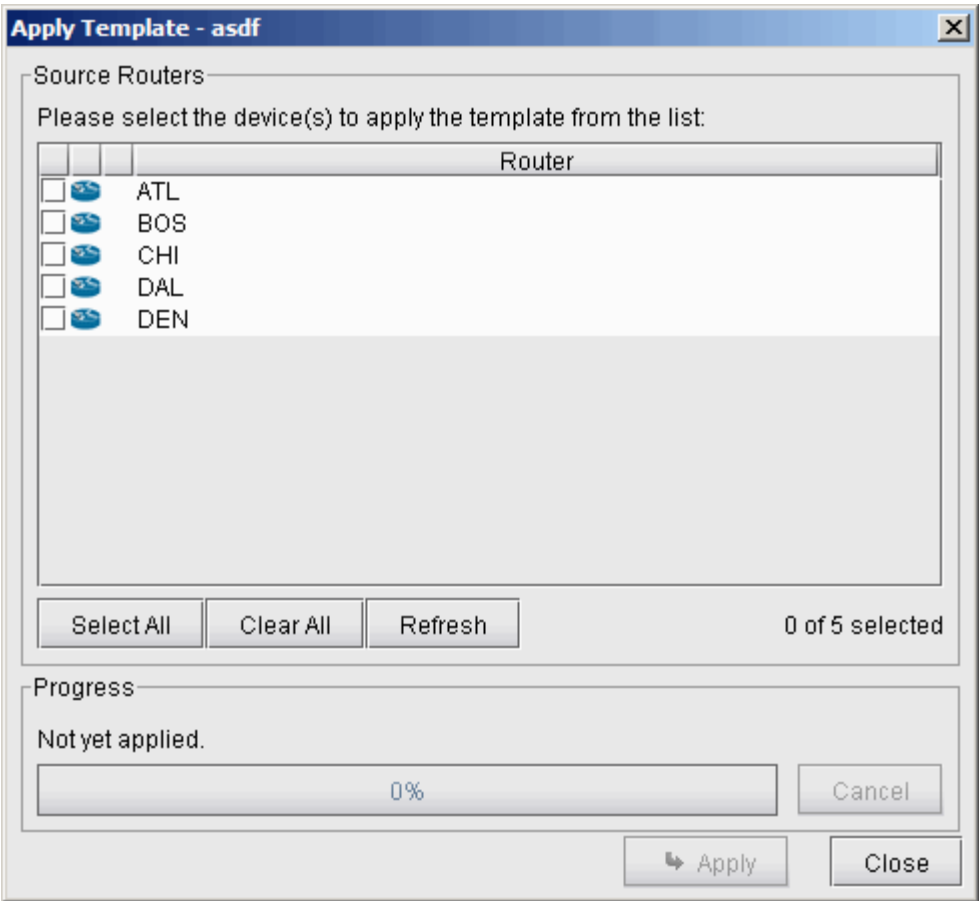 Apply Template - asdf
Source Routers
Please select the device(s) to apply the template from the list:
Router
ATL
BOS
CHI
DAL
DEN
Select All Clear All Refresh 0 of 5 selected
Progress
Not yet applied.
0% Cancel
Apply Close